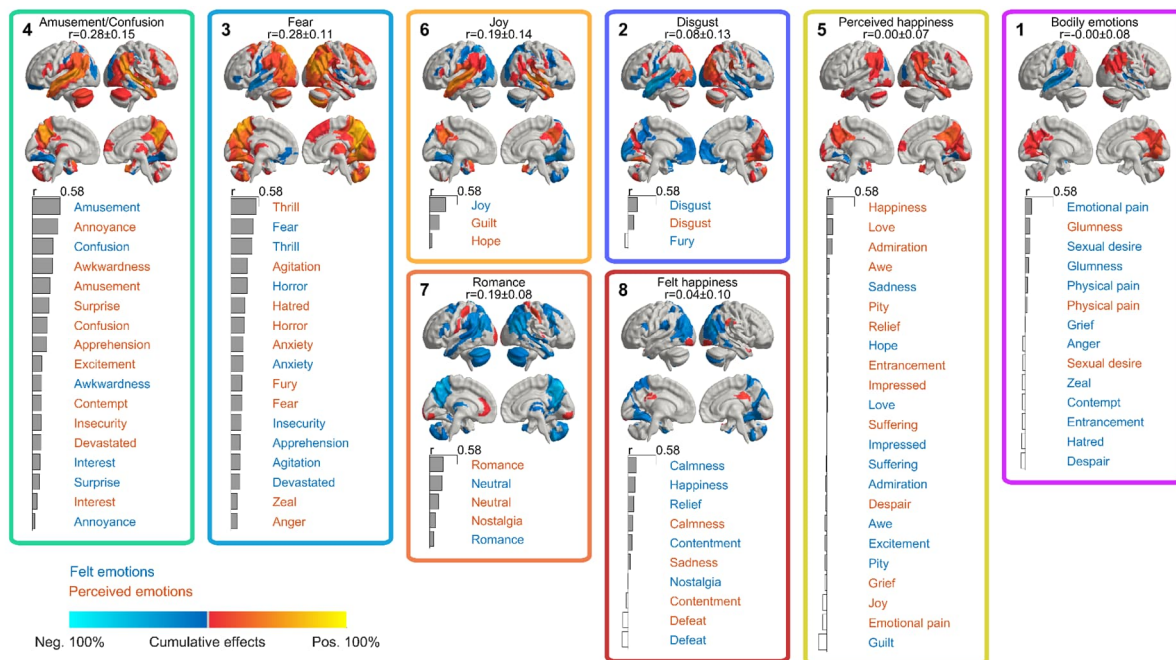 4 Amusement/Confusion
r=0.28±0.15
r 0.58
Amusement
Annoyance
Confusion
Awkwardness
Amusement
Surprise
Confusion
Apprehension
Excitement
Awkwardness
Contempt
Insecurity
Devastated
Interest
Surprise
Interest
Annoyance
3 Fear
r=0.28±0.11
r 0.58
Thrill
Fear
Thrill
Agitation
Horror
Hatred
Horror
Anxiety
Anxiety
Fury
Fear
Insecurity
Apprehension
Agitation
Devastated
Zeal
Anger
6 Joy
r=0.19±0.14
r 0.58
Joy
Guilt
Hope
7 Romance
r=0.19±0.08
r 0.58
Romance
Neutral
Neutral
Nostalgia
Romance
2 Disgust
r=0.08±0.13
r 0.58
Disgust
Disgust
Fury
8 Felt happiness
r=0.04±0.10
r 0.58
Calmness
Happiness
Relief
Calmness
Contentment
Sadness
Nostalgia
Contentment
Defeat
Defeat
5 Perceived happiness
r=0.00±0.07
r 0.58
Happiness
Love
Admiration
Awe
Sadness
Pity
Relief
Hope
Entrancement
Impressed
Love
Suffering
Impressed
Suffering
Admiration
Despair
Awe
Excitement
Pity
Grief
Joy
Emotional pain
Guilt
1 Bodily emotions
r=-0.00±0.08
r 0.58
Emotional pain
Glumness
Sexual desire
Glumness
Physical pain
Physical pain
Grief
Anger
Sexual desire
Zeal
Contempt
Entrancement
Hatred
Despair
Felt emotions
Perceived emotions
Neg. 100% Cumulative effects Pos. 100%